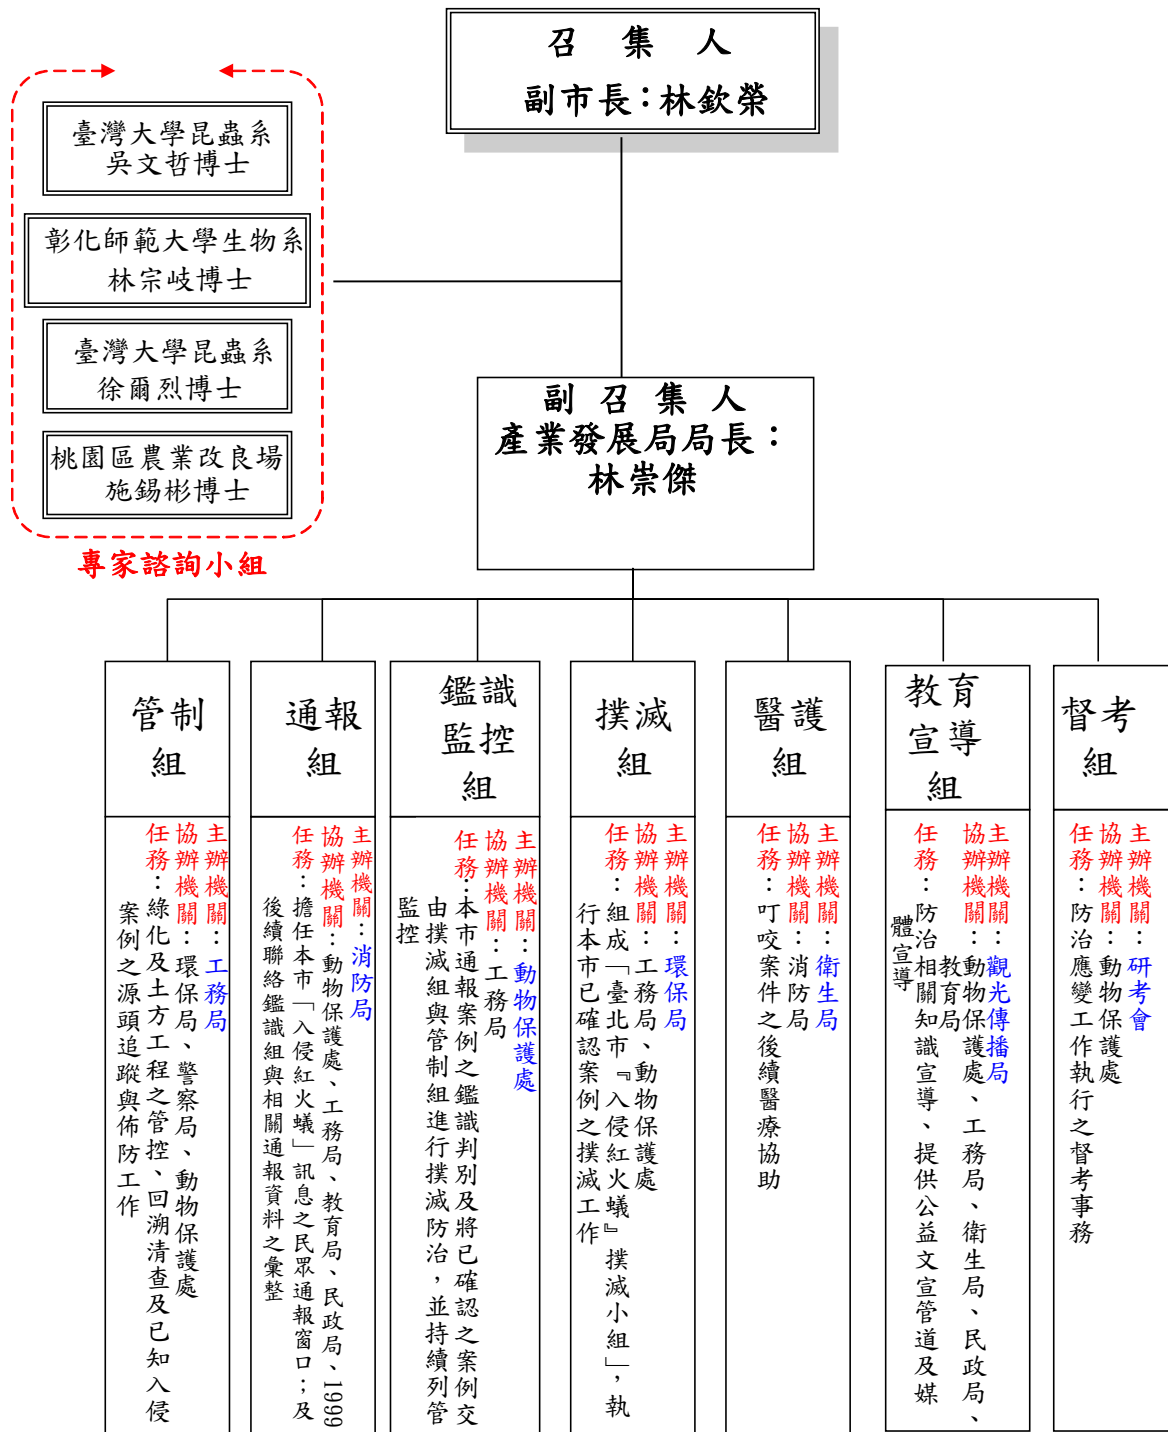 召集人
副市長：林欽榮
臺灣大學昆蟲系
吳文哲博士
彰化師範大學生物系
林宗岐博士
臺灣大學昆蟲系
徐爾烈博士
桃園區農業改良場
施錫彬博士
專家諮詢小組
副召集人
產業發展局局長：
林崇傑
管制
組
主辦機關：工務局
協辦機關：環保局、警察局、動物保護處
任務：綠化及土方工程之管控、回溯清查及已知入侵
案例之源頭追蹤與佈防工作
通報
組
主辦機關：消防局
協辦機關：動物保護處、工務局、教育局、民政局、1999
任務：擔任本市「入侵紅火蟻」訊息之民眾通報窗口；及
後續聯絡鑑識組與相關通報資料之彙整
鑑識
監控
組
主辦機關：動物保護處
協辦機關：工務局
任務：本市通報案例之鑑識判別及將已確認之案例交
由撲滅組與管制組進行撲滅防治，並持續列管
監控
撲滅
組
主辦機關：環保局
協辦機關：工務局、動物保護處
任務：組成「臺北市『入侵紅火蟻』撲滅小組」，執
行本市已確認案例之撲滅工作
醫護
組
主辦機關：衛生局
協辦機關：消防局
任務：叮咬案件之後續醫療協助
教育
宣導
組
主辦機關：觀光傳播局
協辦機關：動物保護處、工務局、衛生局、民政局、
教育局
任務：防治相關知識宣導、提供公益文宣管道及媒
體宣導
督考
組
主辦機關：研考會
協辦機關：動物保護處
任務：防治應變工作執行之督考事務